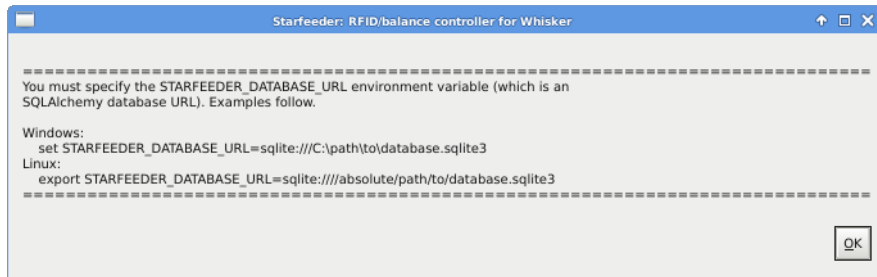 Starfeeder: RFID/balance controller for Whisker
===============================================================================
You must specify the STARFEEDER_DATABASE_URL environment variable (which is an
SQLAlchemy database URL). Examples follow.
Windows:
set STARFEEDER_DATABASE_URL=sqlite:///C:\path\to\database.sqlite3
Linux:
export STARFEEDER_DATABASE_URL=sqlite:////absolute/path/to/database.sqlite3
===============================================================================
OK